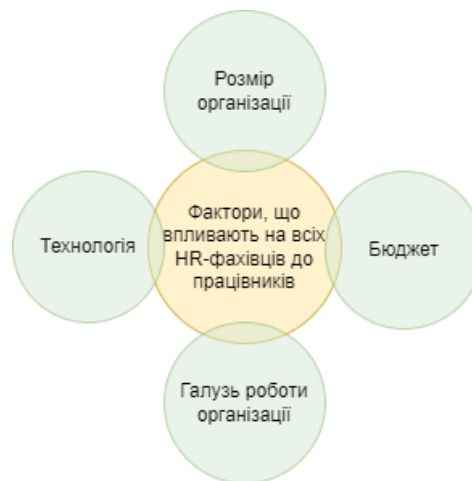 Розмір
організації
Технологія
Фактори, що
впливають на всіх
HR-фахівців до
працівників
Бюджет
Галузь роботи
організації